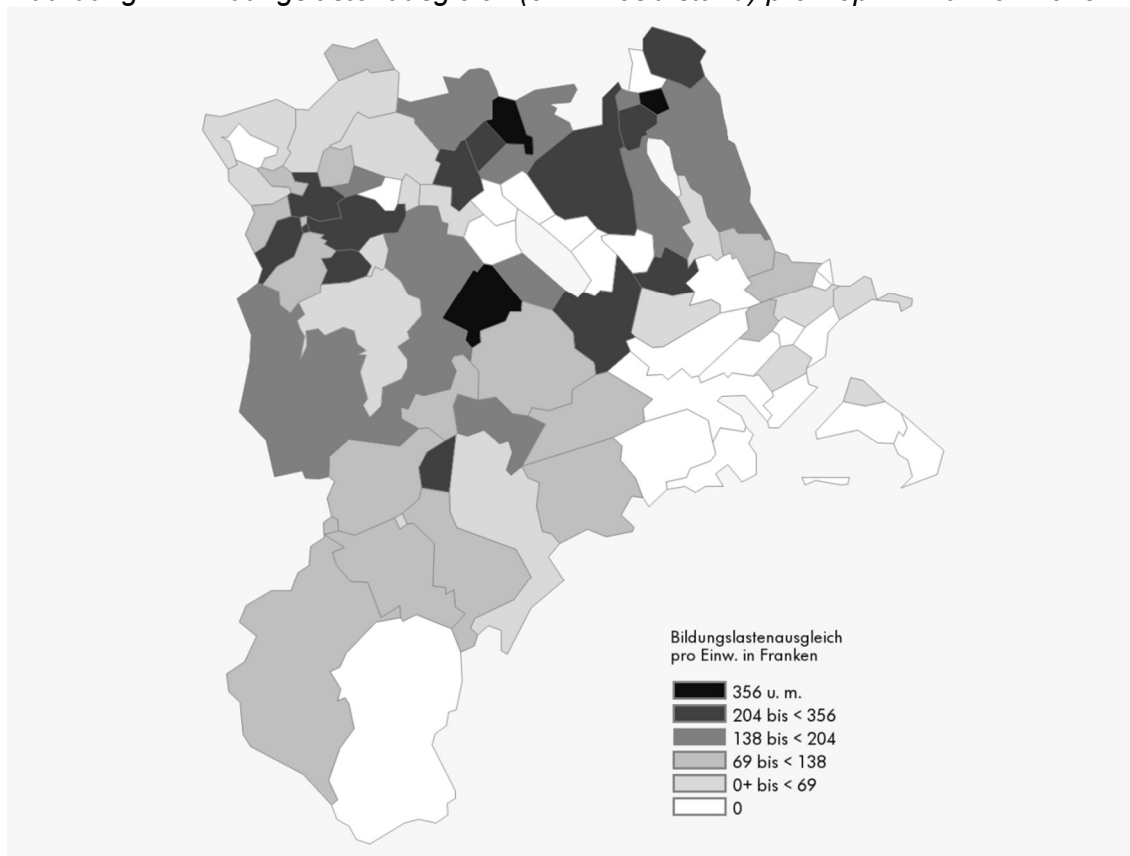 Bildungslastenausgleich
pro Einw. in Franken
356 u. m.
204 bis < 356
138 bis < 204
69 bis < 138
0+ bis < 69
0